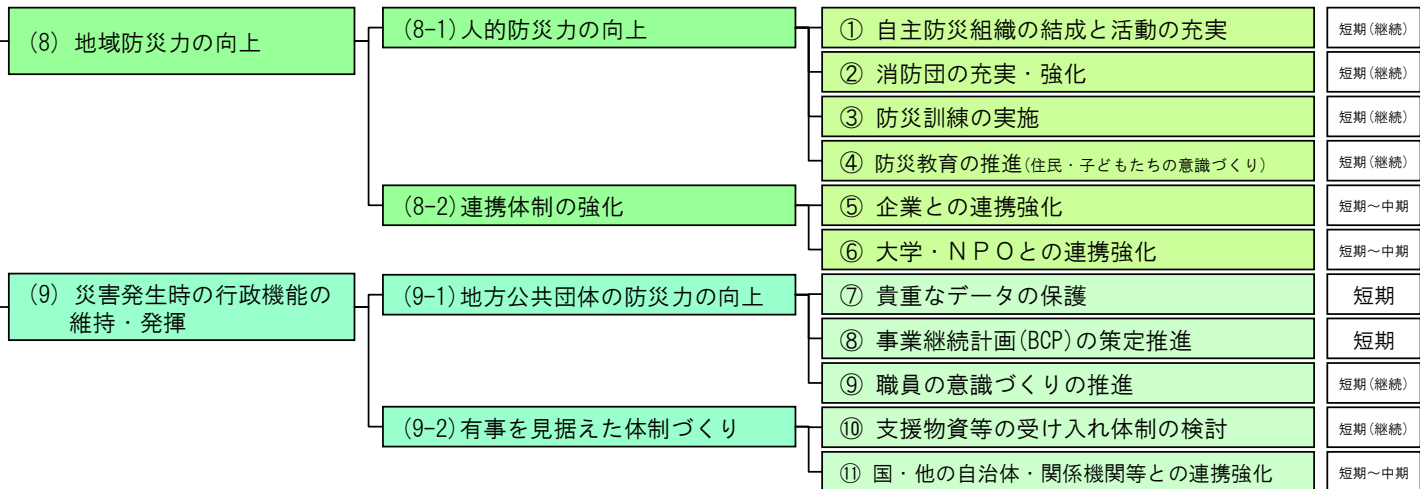 (8) 地域防災力の向上
(8-1)人的防災力の向上
① 自主防災組織の結成と活動の充実
短期(継続)
② 消防団の充実・強化
短期(継続)
③ 防災訓練の実施
短期(継続)
④ 防災教育の推進(住民・子どもたちの意識づくり)
短期(継続)
(8-2)連携体制の強化
⑤ 企業との連携強化
短期～中期
⑥ 大学・ＮＰＯとの連携強化
短期～中期
(9) 災害発生時の行政機能の
維持・発揮
(9-1)地方公共団体の防災力の向上
⑦ 貴重なデータの保護
短期
⑧ 事業継続計画(BCP)の策定推進
短期
⑨ 職員の意識づくりの推進
短期(継続)
(9-2)有事を見据えた体制づくり
⑩ 支援物資等の受け入れ体制の検討
短期(継続)
⑪ 国・他の自治体・関係機関等との連携強化
短期～中期